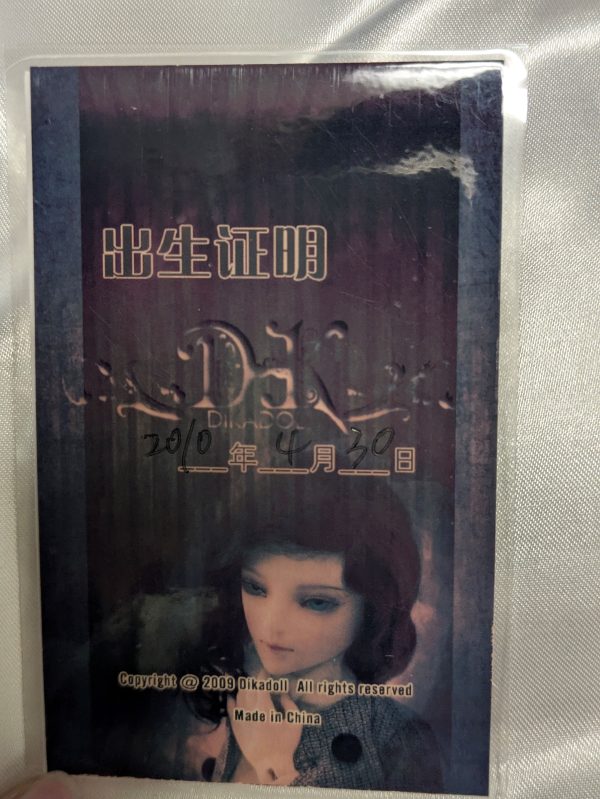 出生证明
DK
DIKADOLL
2010年4月30日
Copyright @ 2009 Dikadoll All rights reserved
Made in China